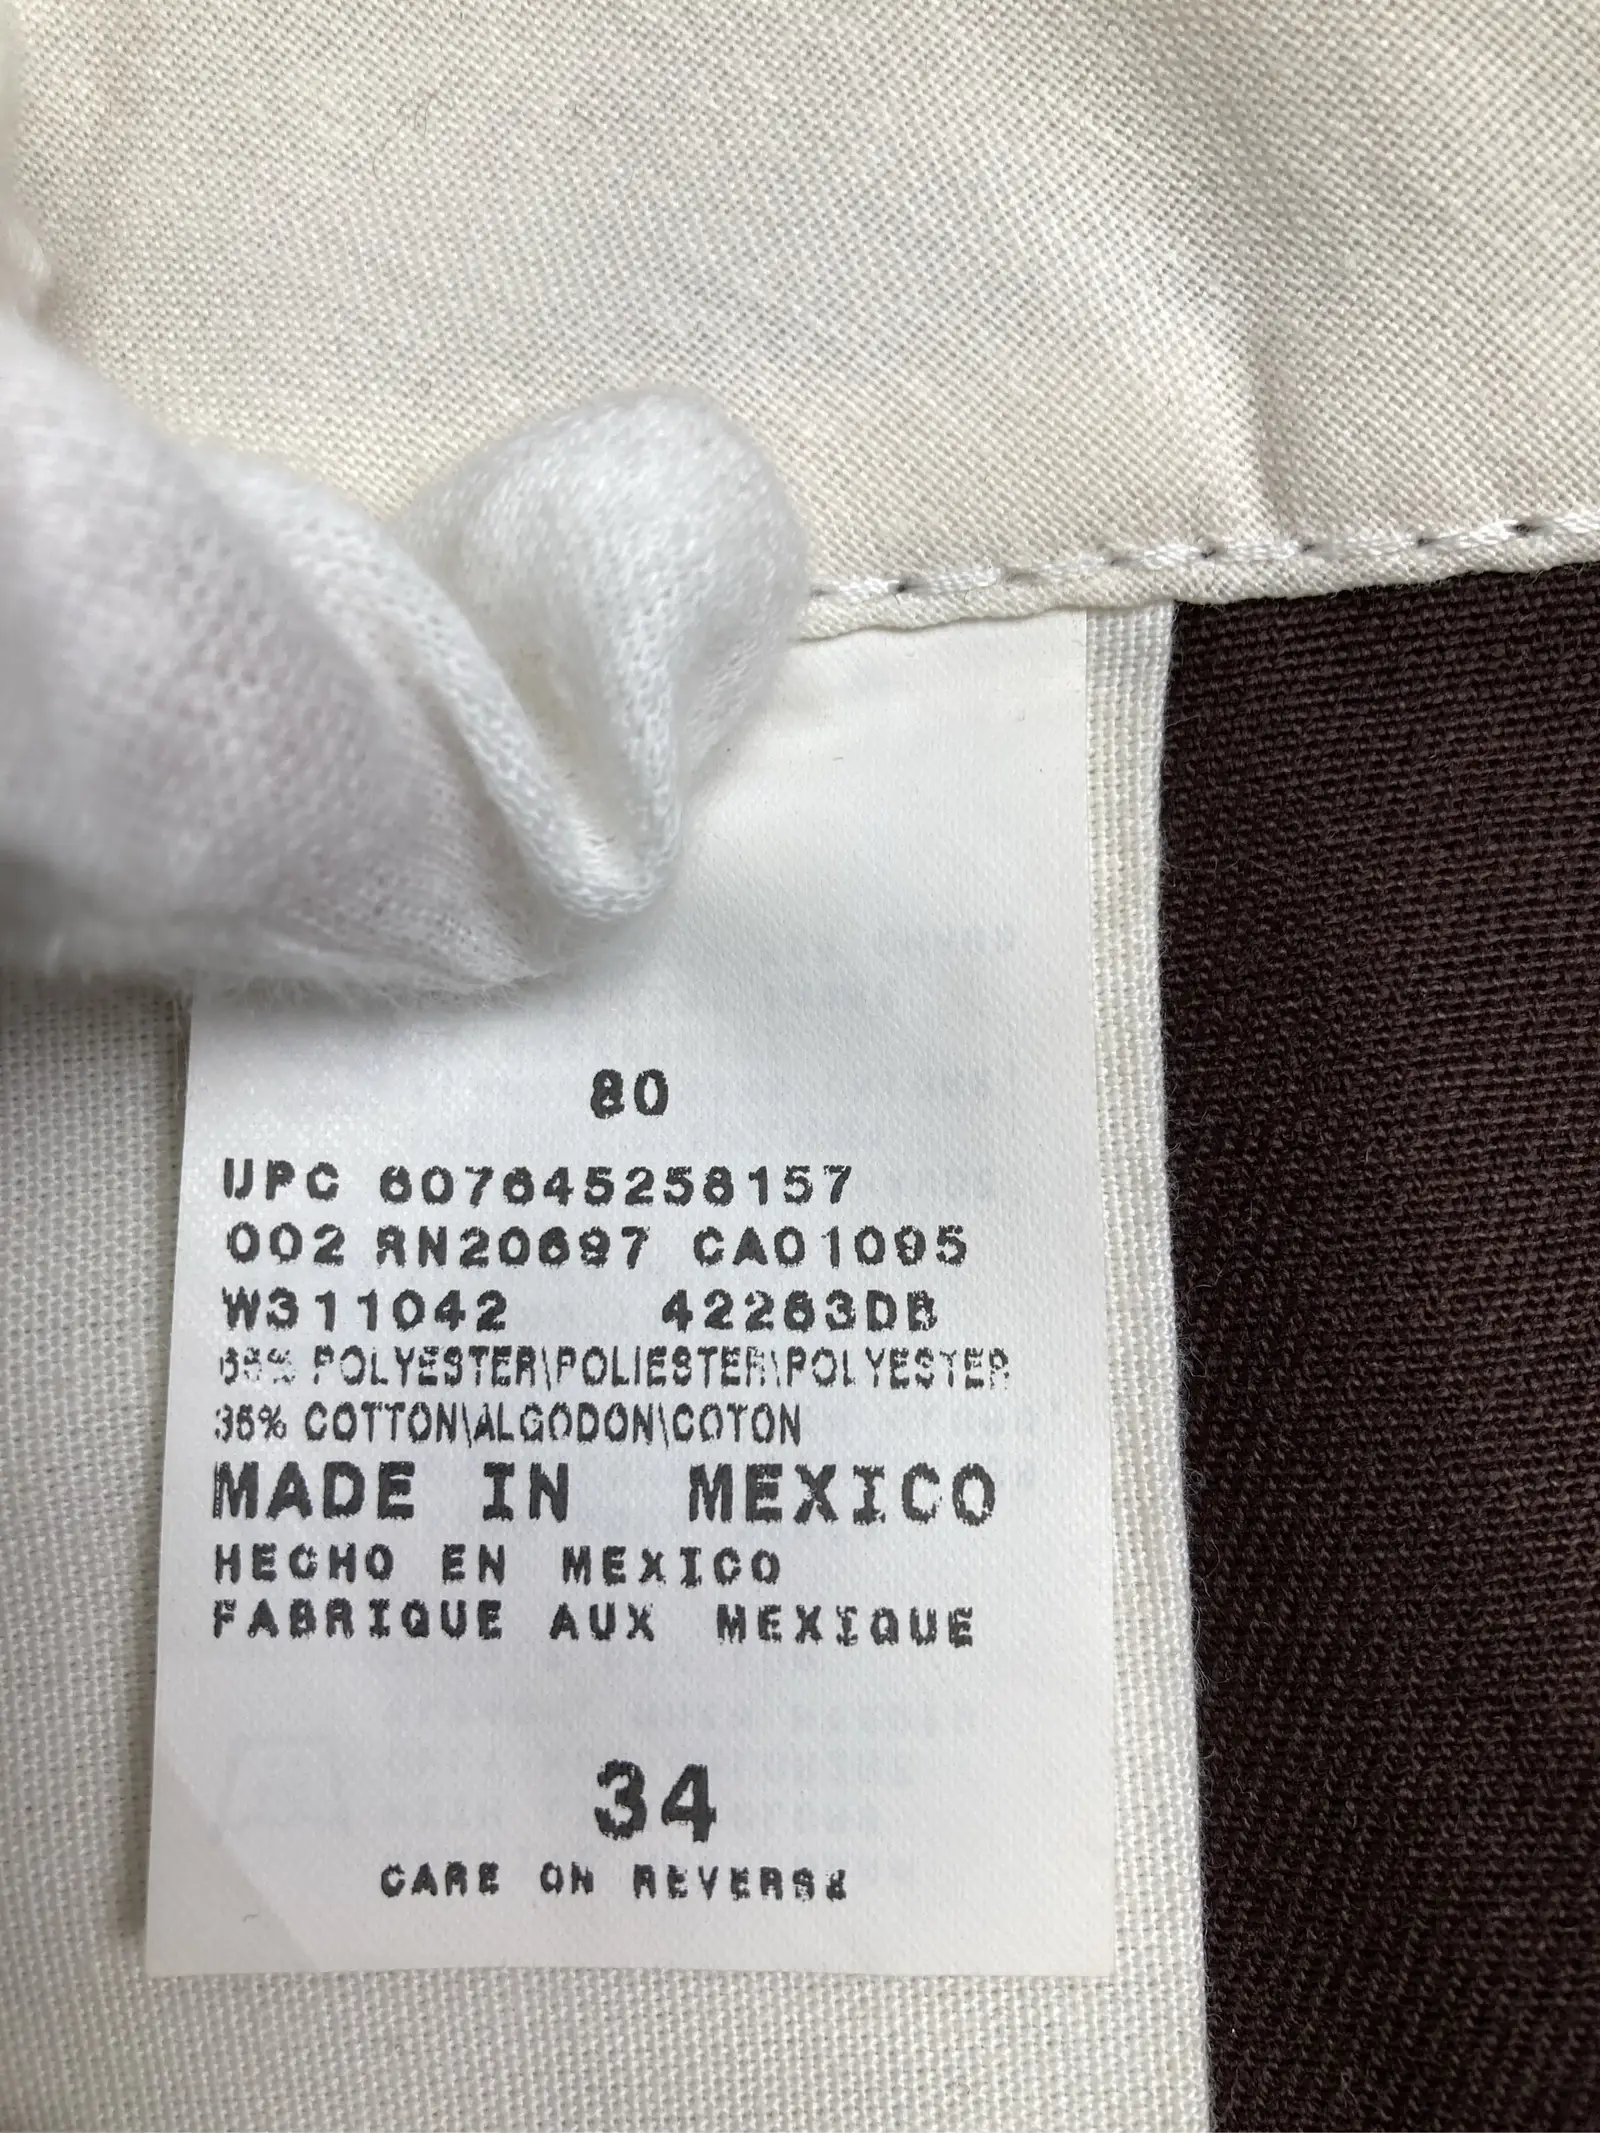 80
UPC 607645258157
002 RN20697 CA01095
W311042 42263DB
65% POLYESTER\POLIESTER\POLYESTER
35% COTTON\ALGODON\COTON
MADE IN MEXICO
HECHO EN MEXICO
FABRIQUE AUX MEXIQUE
34
CARE ON REVERSE